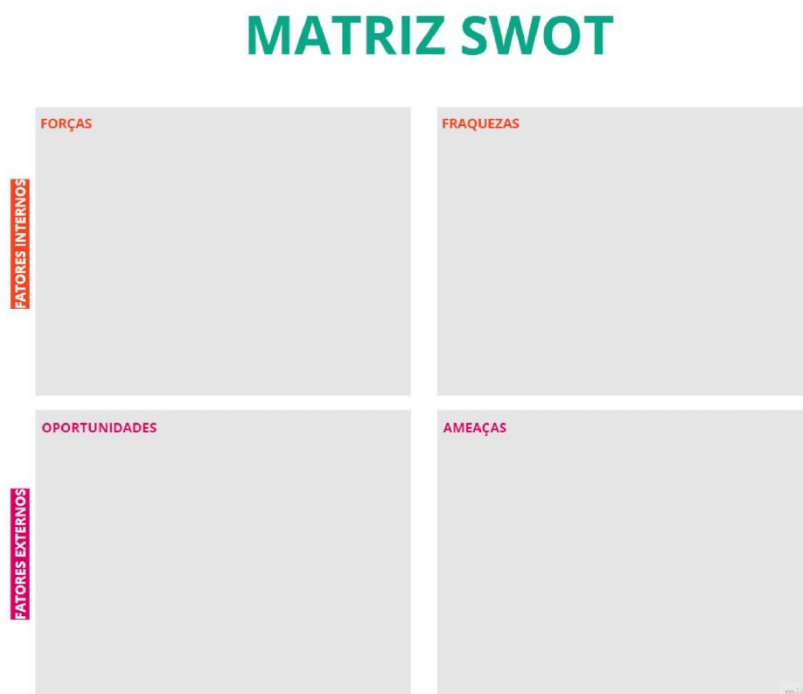 MATRIZ SWOT
FORÇAS
FRAQUEZAS
FATORES INTERNOS
OPORTUNIDADES
AMEAÇAS
FATORES EXTERNOS